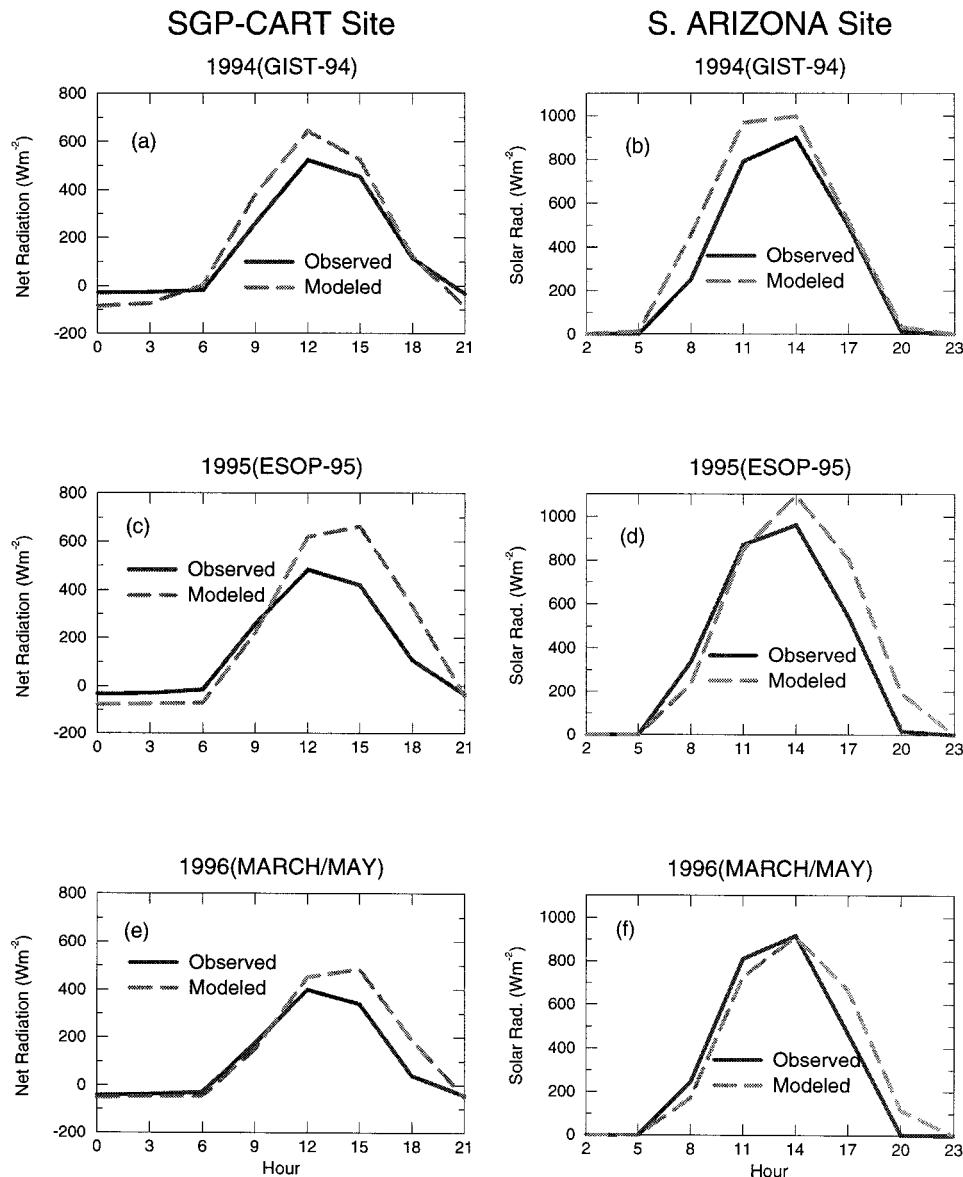 SGP-CART Site
S. ARIZONA Site
1994(GIST-94)
800
600
400
200
0
-200
Net Radiation (Wm-2)
(a)
Observed
Modeled
0 3 6 9 12 15 18 21
1994(GIST-94)
1000
800
600
400
200
0
Solar Rad. (Wm-2)
(b)
Observed
Modeled
2 5 8 11 14 17 20 23
1995(ESOP-95)
800
600
400
200
0
-200
Net Radiation (Wm-2)
(c)
Observed
Modeled
0 3 6 9 12 15 18 21
1995(ESOP-95)
1000
800
600
400
200
0
Solar Rad. (Wm-2)
(d)
Observed
Modeled
2 5 8 11 14 17 20 23
1996(MARCH/MAY)
800
600
400
200
0
-200
Net Radiation (Wm-2)
(e)
Observed
Modeled
0 3 6 9 12 15 18 21
Hour
1996(MARCH/MAY)
1000
800
600
400
200
0
Solar Rad. (Wm-2)
(f)
Observed
Modeled
2 5 8 11 14 17 20 23
Hour